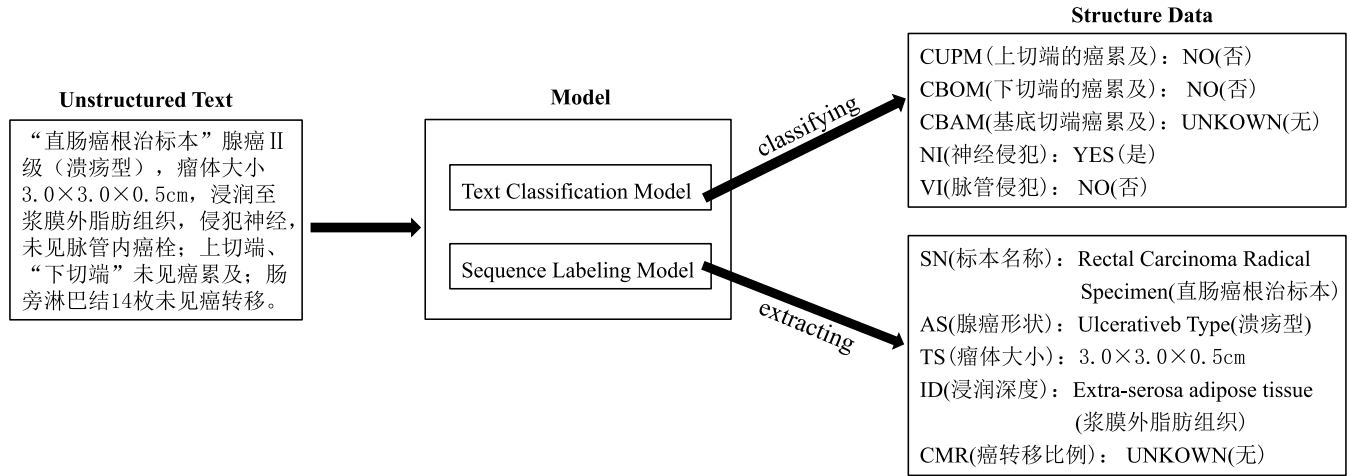 Unstructured Text
“直肠癌根治标本”腺癌Ⅱ
级（溃疡型），瘤体大小
3.0×3.0×0.5cm，浸润至
浆膜外脂肪组织，侵犯神经，
未见脉管内癌栓；上切端、
“下切端”未见癌累及；肠
旁淋巴结14枚未见癌转移。
Model
Text Classification Model
Sequence Labeling Model
classifying
extracting
Structure Data
CUPM(上切端的癌累及)：NO(否)
CBOM(下切端的癌累及)： NO(否)
CBAM(基底切端癌累及)：UNKOWN(无)
NI(神经侵犯)：YES(是)
VI(脉管侵犯)： NO(否)
SN(标本名称)：Rectal Carcinoma Radical
Specimen(直肠癌根治标本)
AS(腺癌形状)：Ulcerativeb Type(溃疡型)
TS(瘤体大小)：3.0×3.0×0.5cm
ID(浸润深度)：Extra-serosa adipose tissue
(浆膜外脂肪组织)
CMR(癌转移比例)： UNKOWN(无)